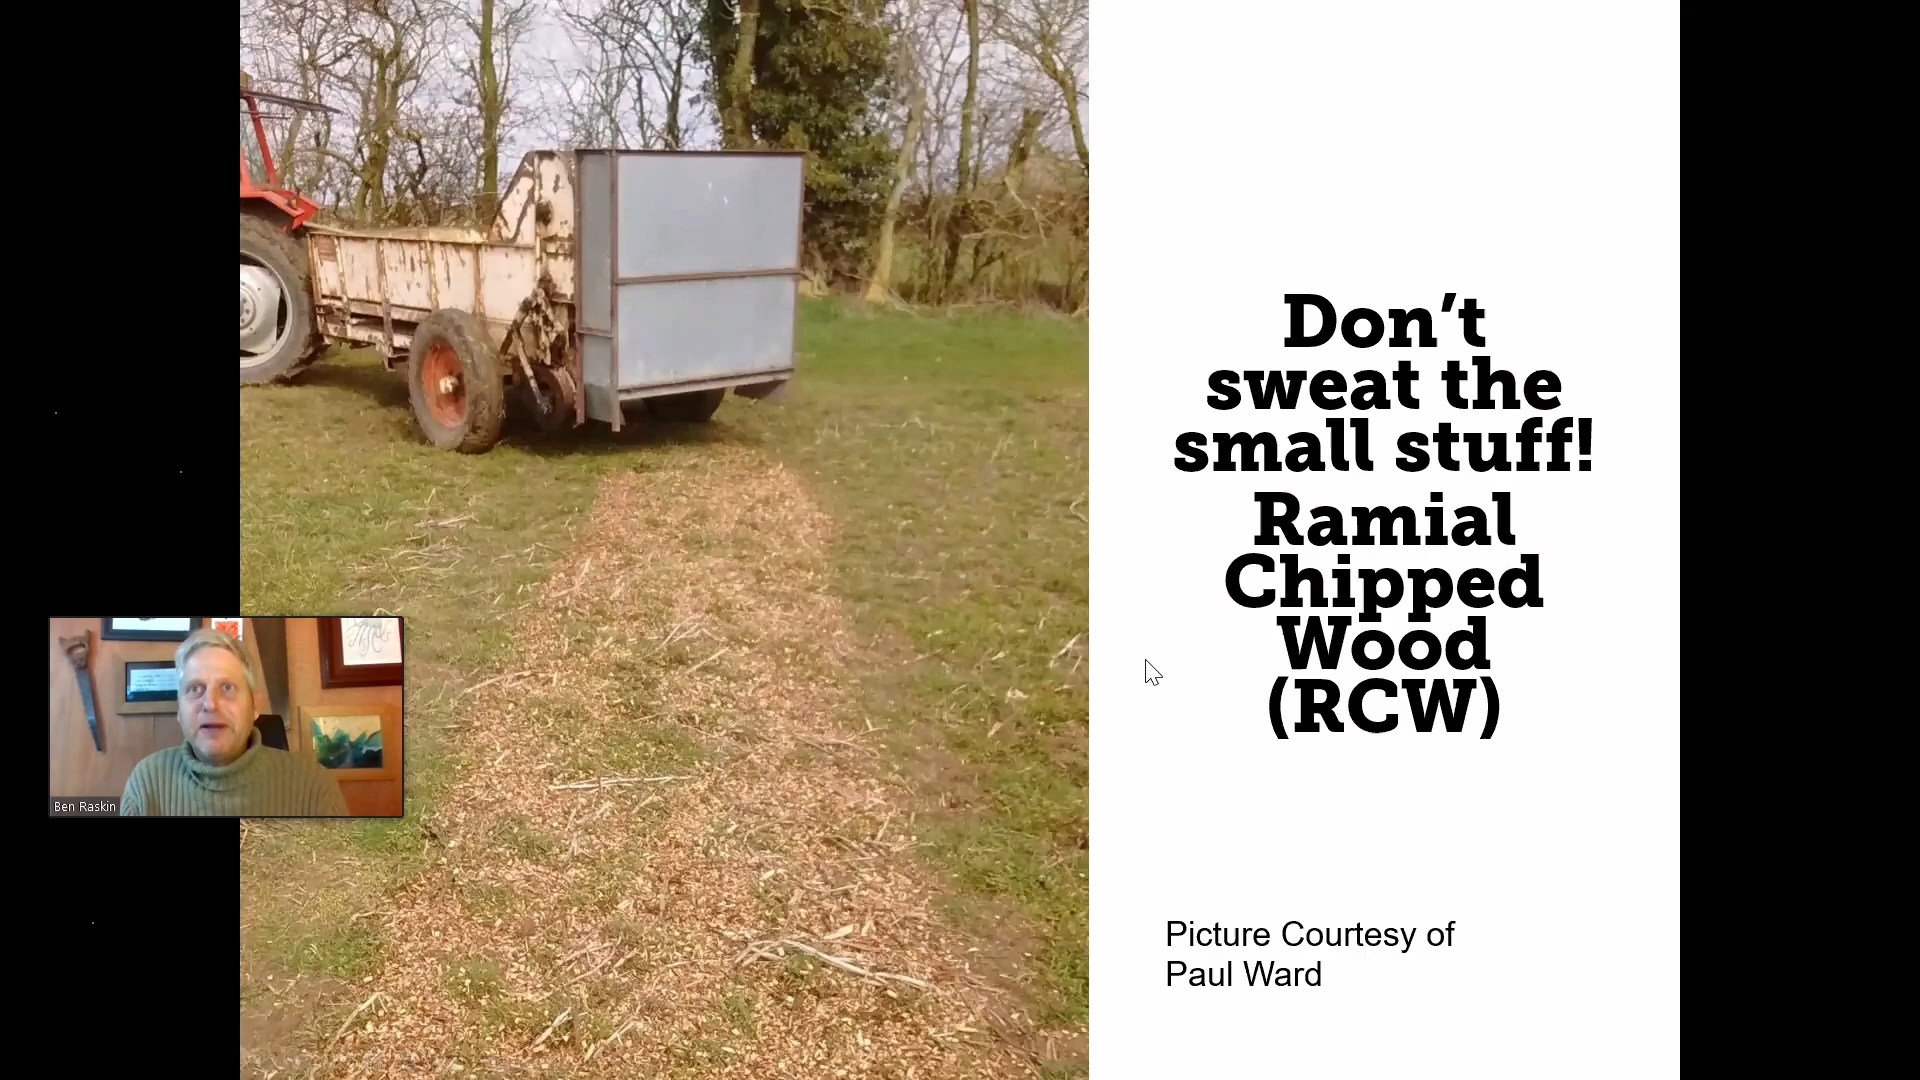 Don’t
sweat the
small stuff!
Ramial
Chipped
Wood
(RCW)
Ben Raskin
Picture Courtesy of
Paul Ward